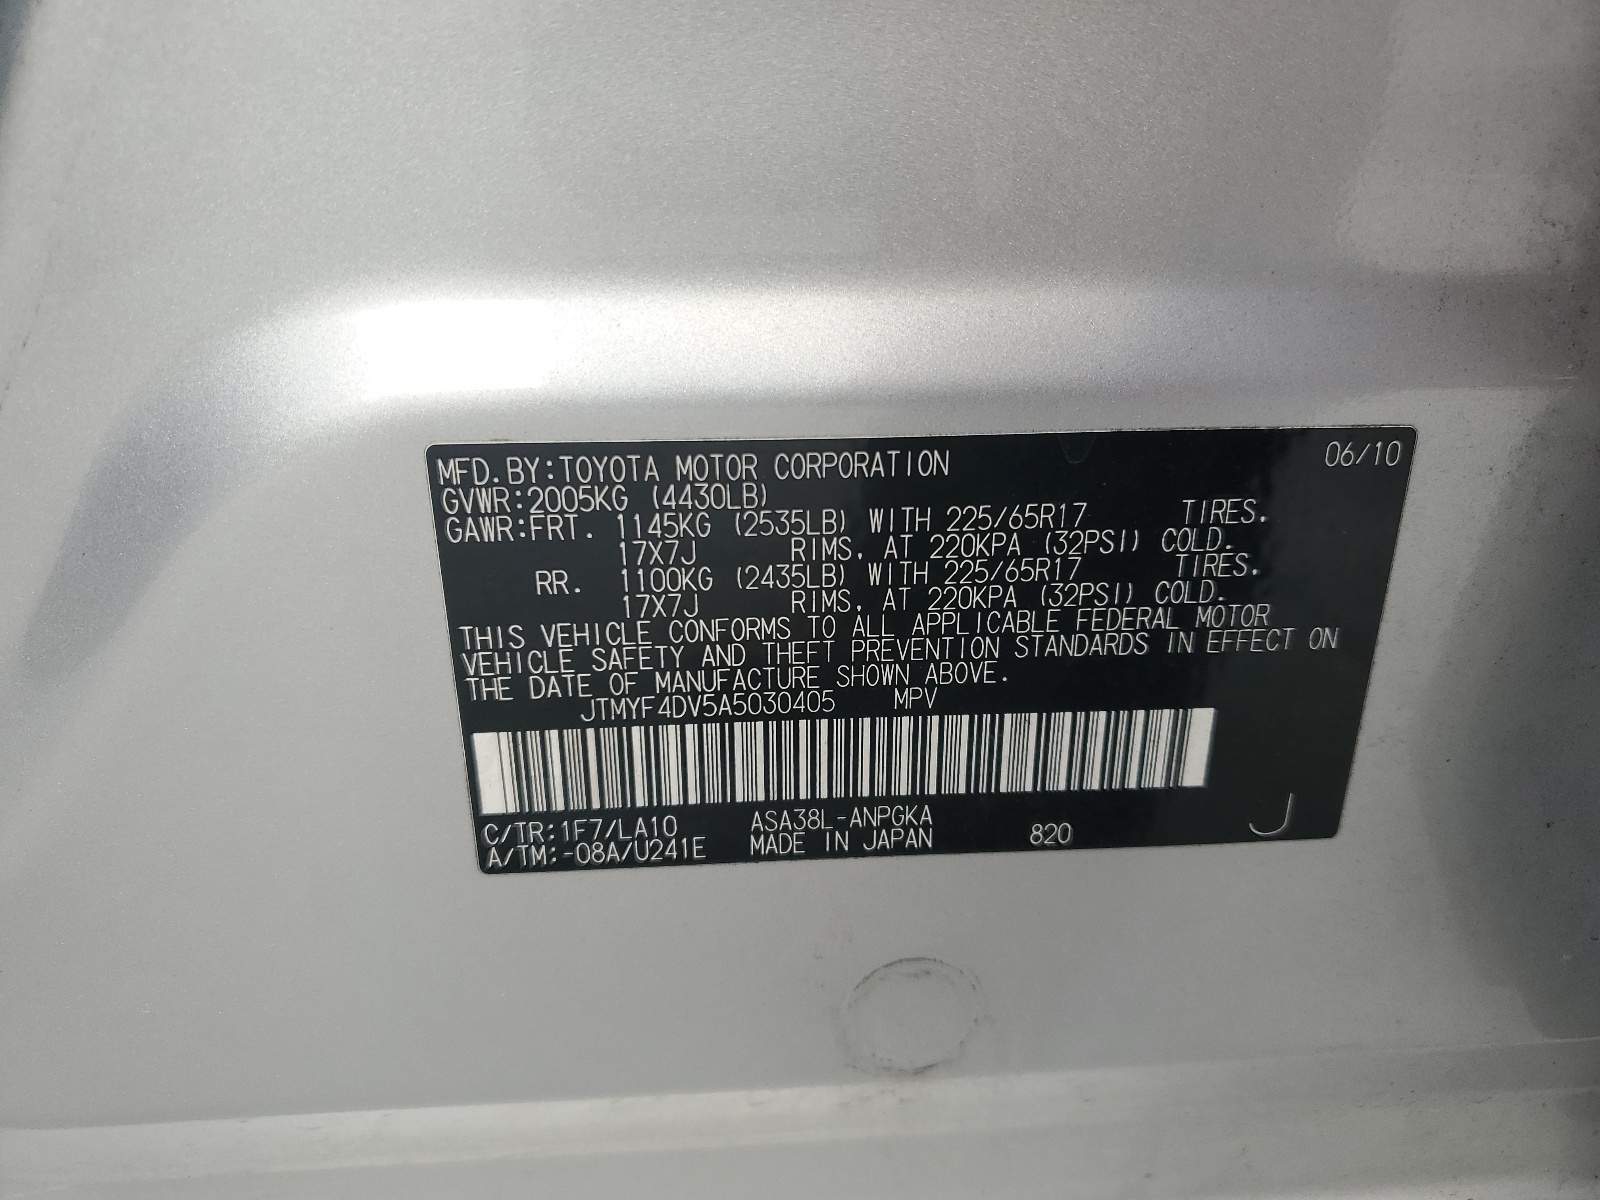 MFD.BY:TOYOTA MOTOR CORPORATION 06/10
GVWR:2005KG (4430LB)
GAWR:FRT. 1145KG (2535LB) WITH 225/65R17 TIRES,
17X7J RIMS, AT 220KPA (32PSI) COLD.
RR. 1100KG (2435LB) WITH 225/65R17 TIRES,
17X7J RIMS, AT 220KPA (32PSI) COLD.
THIS VEHICLE CONFORMS TO ALL APPLICABLE FEDERAL MOTOR
VEHICLE SAFETY AND THEFT PREVENTION STANDARDS IN EFFECT ON
THE DATE OF MANUFACTURE SHOWN ABOVE.
JTMYF4DV5A5030405 MPV
C/TR:1F7/LA10 ASA38L-ANPGKA
A/TM:-08A/U241E MADE IN JAPAN 820 J